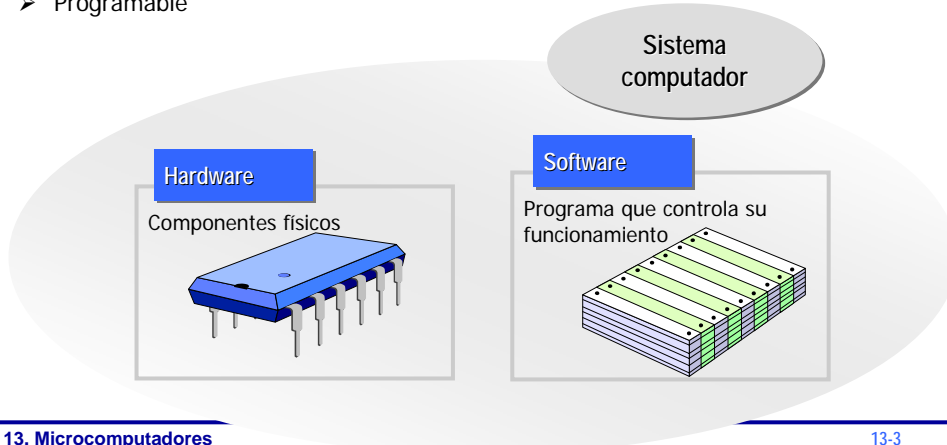 ➢ Programable
Sistema
computador
Hardware
Componentes físicos
Software
Programa que controla su
funcionamiento
13. Microcomputadores
13-3